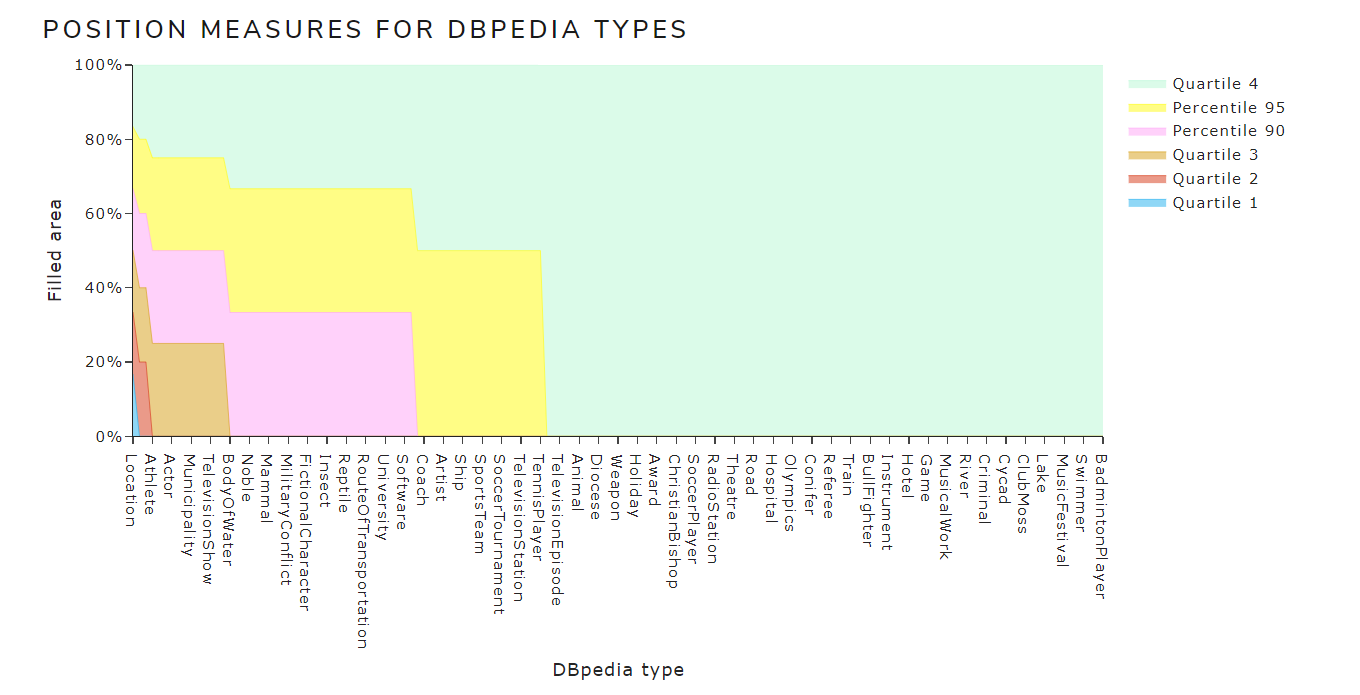 POSITION MEASURES FOR DBPEDIA TYPES
100%
80%
60%
40%
20%
0%
Filled area
Quartile 4
Percentile 95
Percentile 90
Quartile 3
Quartile 2
Quartile 1
Location
Athlete
Actor
Municipality
TelevisionShow
BodyOfWater
Noble
Mammal
MilitaryConflict
FictionalCharacter
Insect
Reptile
RouteOfTransportation
University
Software
Coach
Artist
Ship
SportsTeam
SoccerTournament
TelevisionStation
TennisPlayer
TelevisionEpisode
Animal
Diocese
Weapon
Holiday
Award
ChristianBishop
SoccerPlayer
RadioStation
Theatre
Road
Hospital
Olympics
Conifer
Referee
Train
BullFighter
Instrument
Hotel
Game
MusicalWork
River
Criminal
Cycad
ClubMoss
Lake
MusicFestival
Swimmer
BadmintonPlayer
DBpedia type